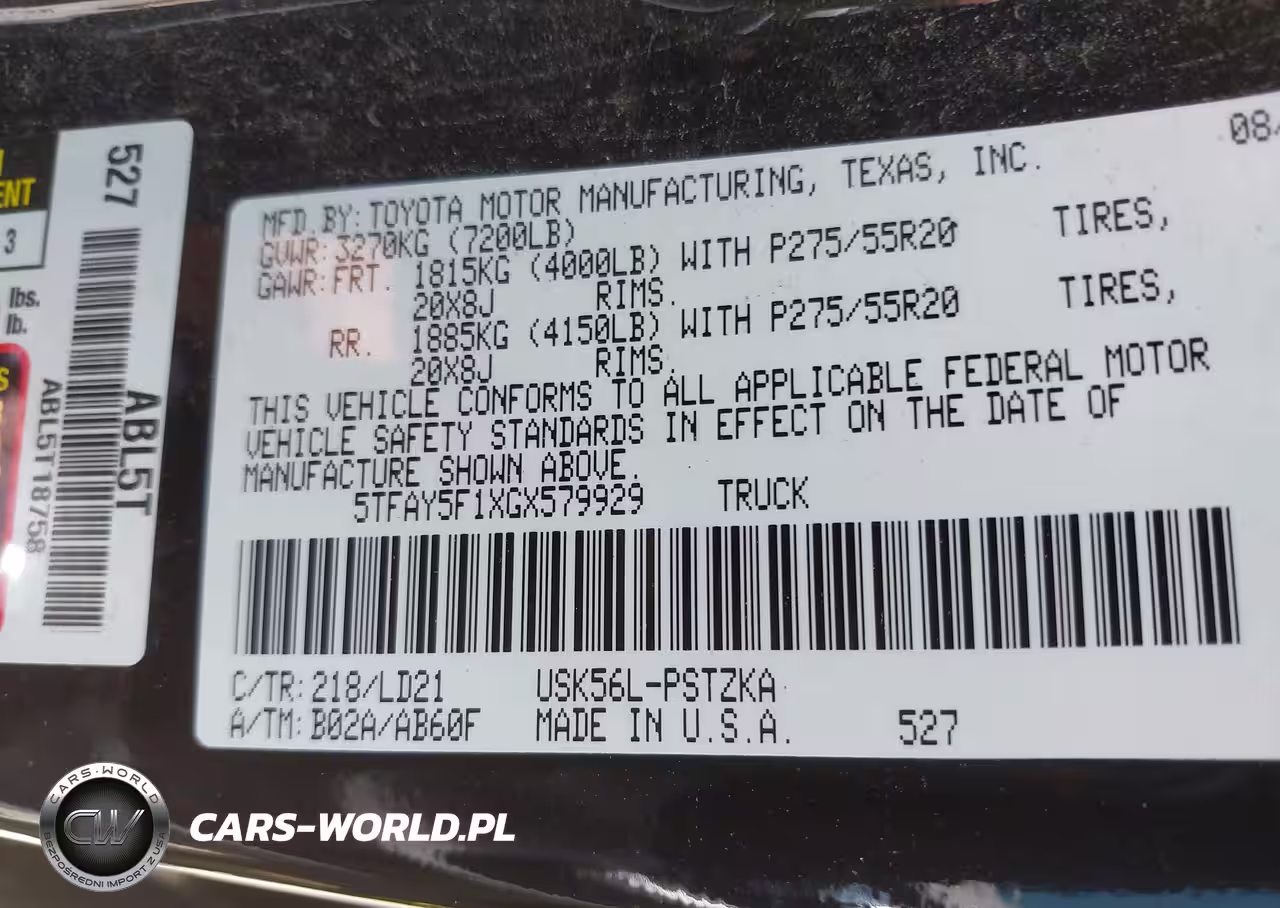 ENT
3
lbs.
lb.
S
527
ABL5T
ABL5T18758
08
MFD.BY:TOYOTA MOTOR MANUFACTURING, TEXAS, INC.
GVWR:3270KG (7200LB)
GAWR:FRT. 1815KG (4000LB) WITH P275/55R20 TIRES,
20X8J RIMS.
RR. 1885KG (4150LB) WITH P275/55R20 TIRES,
20X8J RIMS.
THIS VEHICLE CONFORMS TO ALL APPLICABLE FEDERAL MOTOR
VEHICLE SAFETY STANDARDS IN EFFECT ON THE DATE OF
MANUFACTURE SHOWN ABOVE.
5TFAY5F1XGX579929 TRUCK
C/TR:218/LD21 USK56L-PSTZKA
A/TM:B02A/AB60F MADE IN U.S.A. 527
CARS-WORLD
CW
BEZPOŚREDNI IMPORT Z USA
CARS-WORLD.PL